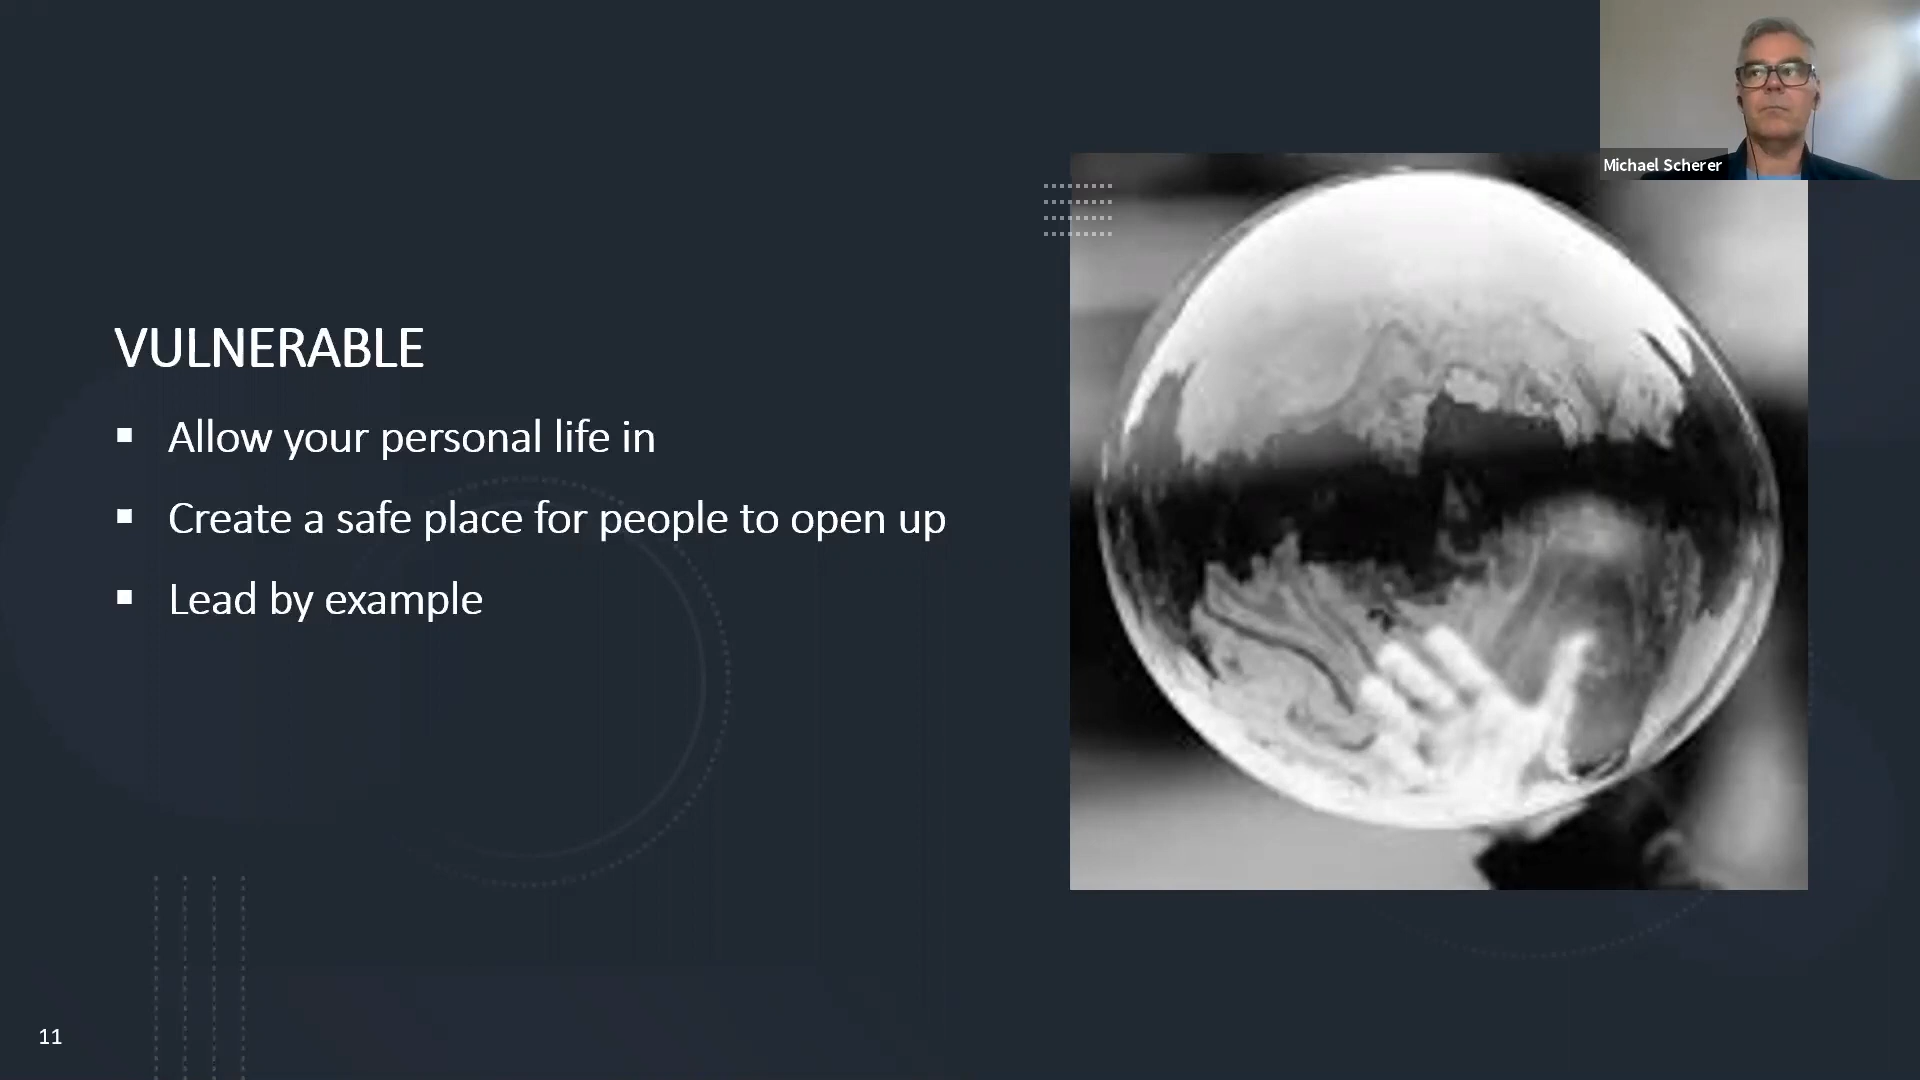 Michael Scherer
VULNERABLE
▪ Allow your personal life in
▪ Create a safe place for people to open up
▪ Lead by example
11